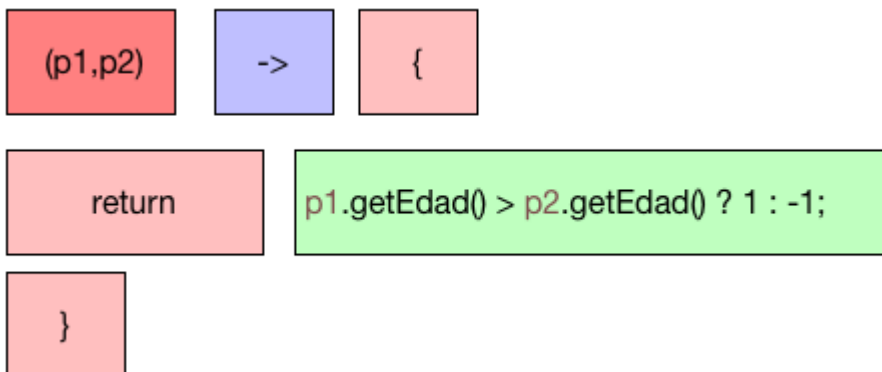 (p1,p2) -> {
return p1.getEdad() > p2.getEdad() ? 1 : -1;
}